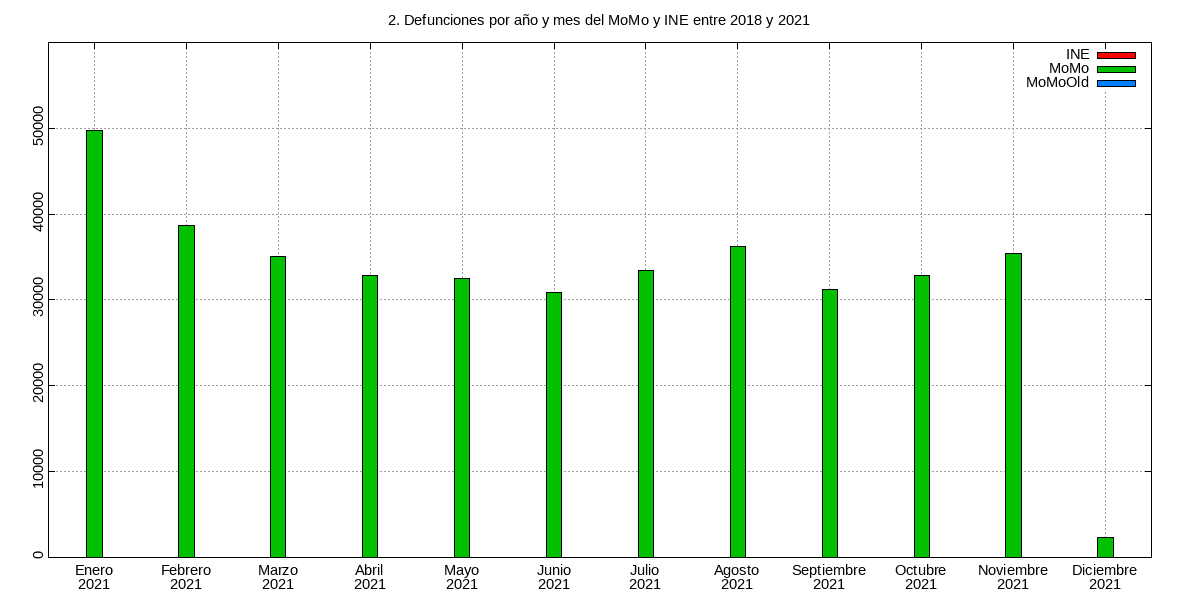 2. Defunciones por año y mes del MoMo y INE entre 2018 y 2021
INE
MoMo
MoMoOld
50000
40000
30000
20000
10000
0
Enero Febrero Marzo Abril Mayo Junio Julio Agosto Septiembre Octubre Noviembre Diciembre
2021 2021 2021 2021 2021 2021 2021 2021 2021 2021 2021 2021